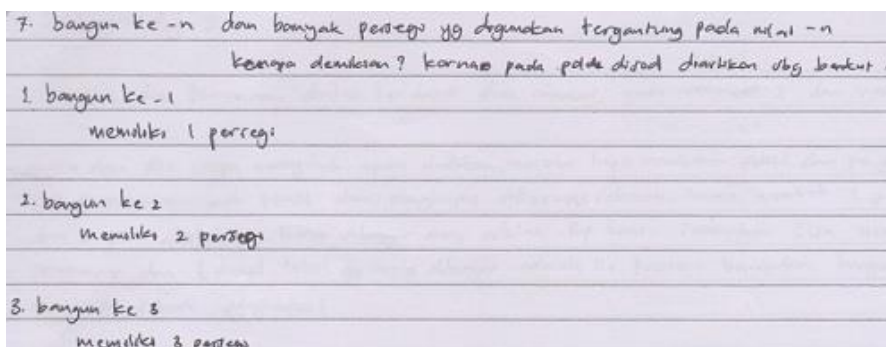 7. bangun ke -n dan banyak persegi yg digunakan tergantung pada nilai -n
kenapa demikian? karna pada pola disoal diartikan sbg berikut
1. bangun ke -1
memiliki 1 persegi
2. bangun ke 2
memiliki 2 persegi
3. bangun ke 3
memiliki 3 persegi